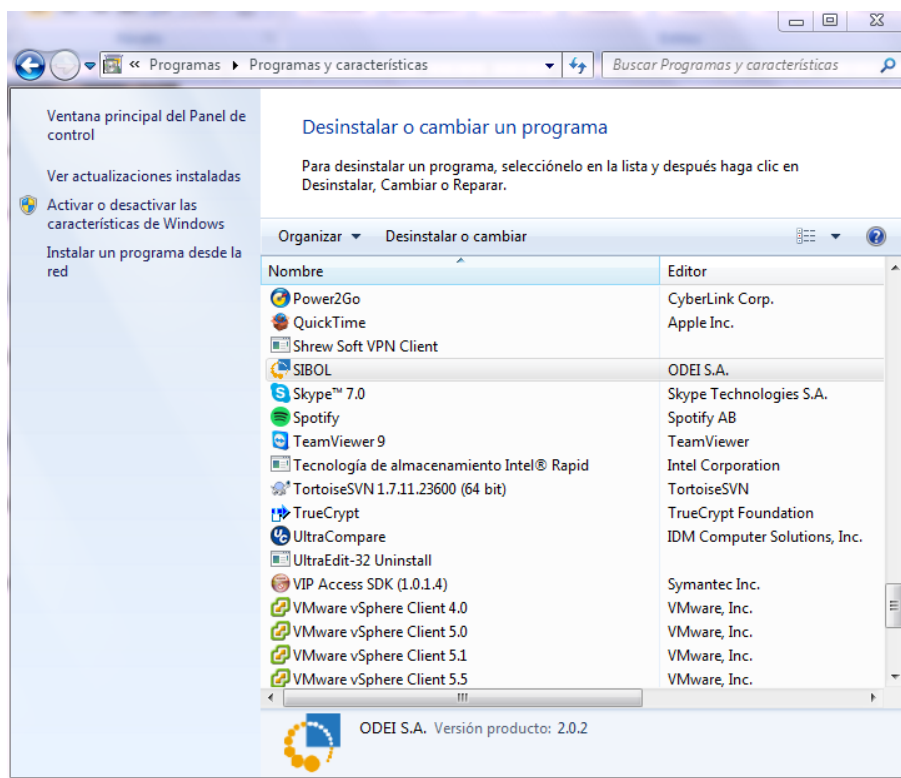 « Programas ▸ Programas y características
Buscar Programas y características
Ventana principal del Panel de
control
Ver actualizaciones instaladas
Activar o desactivar las
características de Windows
Instalar un programa desde la
red
Desinstalar o cambiar un programa
Para desinstalar un programa, selecciónelo en la lista y después haga clic en
Desinstalar, Cambiar o Reparar.
Organizar Desinstalar o cambiar
Nombre Editor
Power2Go CyberLink Corp.
QuickTime Apple Inc.
Shrew Soft VPN Client
SIBOL ODEI S.A.
Skype™ 7.0 Skype Technologies S.A.
Spotify Spotify AB
TeamViewer 9 TeamViewer
Tecnología de almacenamiento Intel® Rapid Intel Corporation
TortoiseSVN 1.7.11.23600 (64 bit) TortoiseSVN
TrueCrypt TrueCrypt Foundation
UltraCompare IDM Computer Solutions, Inc.
UltraEdit-32 Uninstall
VIP Access SDK (1.0.1.4) Symantec Inc.
VMware vSphere Client 4.0 VMware, Inc.
VMware vSphere Client 5.0 VMware, Inc.
VMware vSphere Client 5.1 VMware, Inc.
VMware vSphere Client 5.5 VMware, Inc.
ODEI S.A. Versión producto: 2.0.2